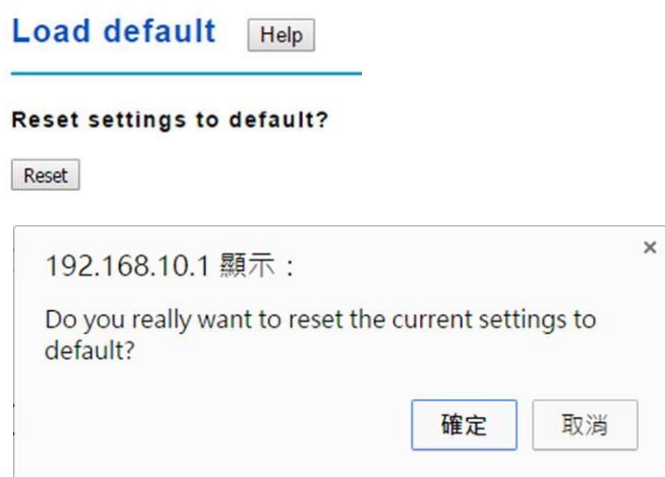 Load default
Help
Reset settings to default?
Reset
192.168.10.1 顯示：
×
Do you really want to reset the current settings to
default?
確定
取消